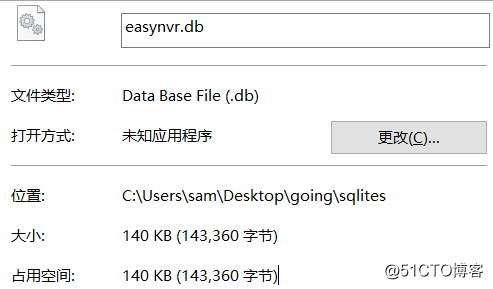 easynvr.db
文件类型: Data Base File (.db)
打开方式: 未知应用程序 更改(C)...
位置: C:\Users\sam\Desktop\going\sqlites
大小: 140 KB (143,360 字节)
占用空间: 140 KB (143,360 字节)
@51CTO博客